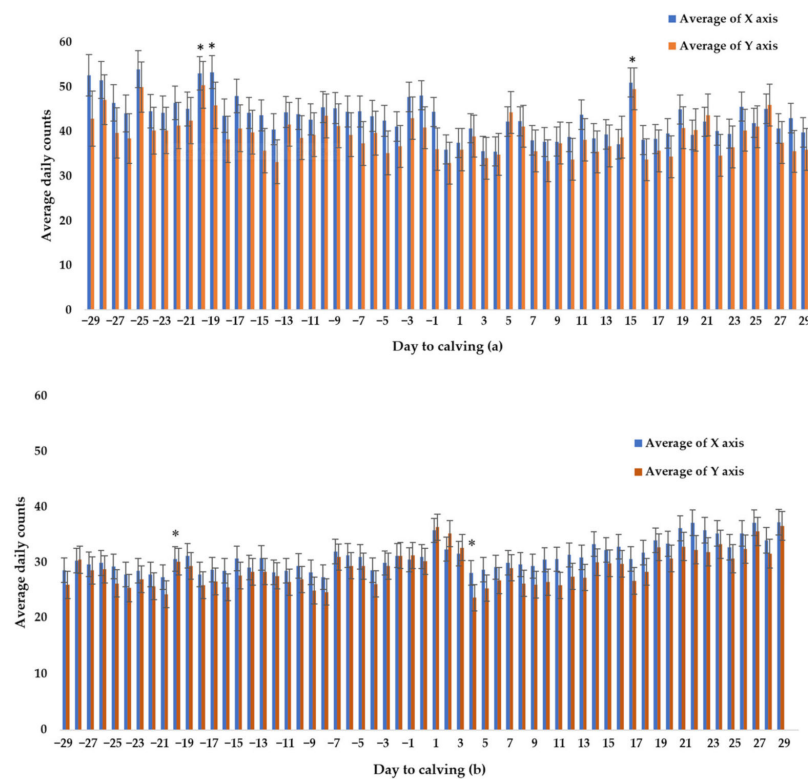 Average of X axis
Average of Y axis
Average daily counts
60
50
40
30
20
10
0
* * *
−29 −27 −25 −23 −21 −19 −17 −15 −13 −11 −9 −7 −5 −3 −1 1 3 5 7 9 11 13 15 17 19 21 23 25 27 29
Day to calving (a)
Average of X axis
Average of Y axis
Average daily counts
60
50
40
30
20
10
0
* *
−29 −27 −25 −23 −21 −19 −17 −15 −13 −11 −9 −7 −5 −3 −1 1 3 5 7 9 11 13 15 17 19 21 23 25 27 29
Day to calving (b)